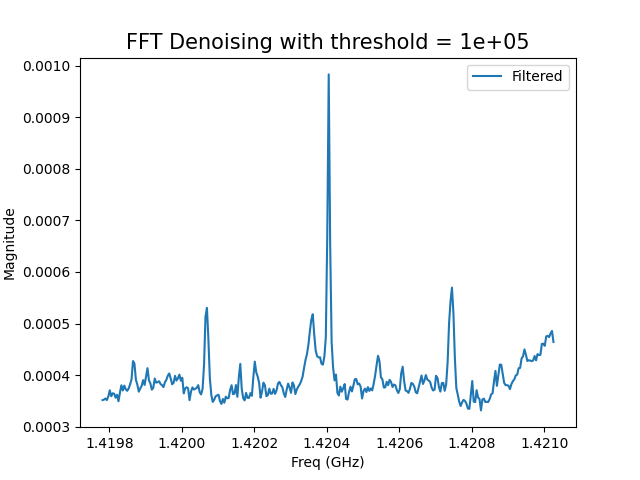 FFT Denoising with threshold = 1e+05
Filtered
0.0010
0.0009
0.0008
0.0007
0.0006
0.0005
0.0004
0.0003
Magnitude
1.4198 1.4200 1.4202 1.4204 1.4206 1.4208 1.4210
Freq (GHz)